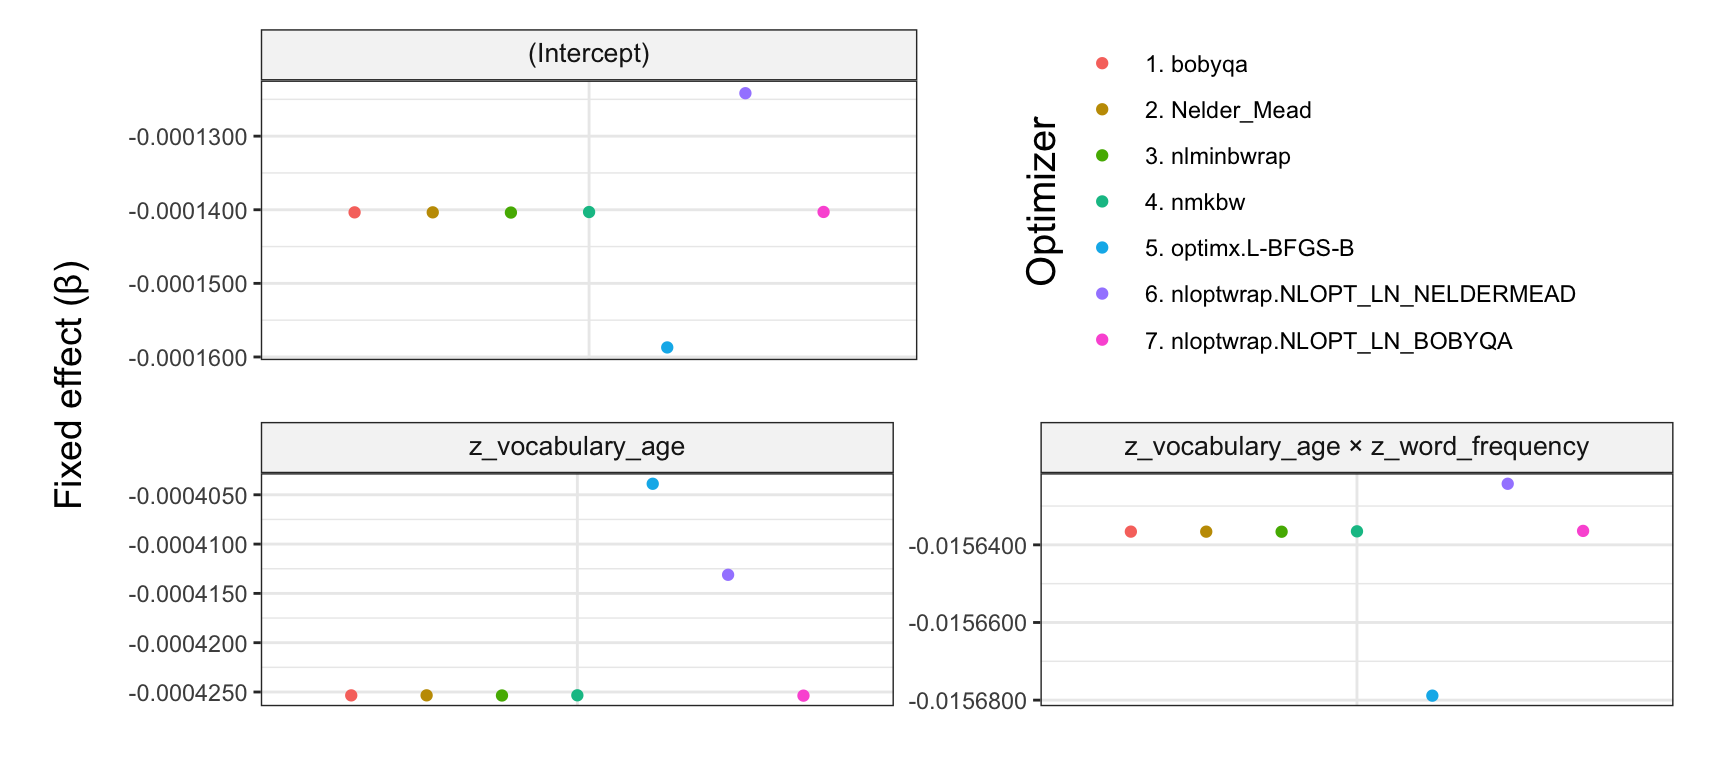 Fixed effect (β)
(Intercept)
-0.0001300
-0.0001400
-0.0001500
-0.0001600
Optimizer
1. bobyqa
2. Nelder_Mead
3. nlminbwrap
4. nmkbw
5. optimx.L-BFGS-B
6. nloptwrap.NLOPT_LN_NELDERMEAD
7. nloptwrap.NLOPT_LN_BOBYQA
z_vocabulary_age
-0.0004050
-0.0004100
-0.0004150
-0.0004200
-0.0004250
z_vocabulary_age × z_word_frequency
-0.0156400
-0.0156600
-0.0156800